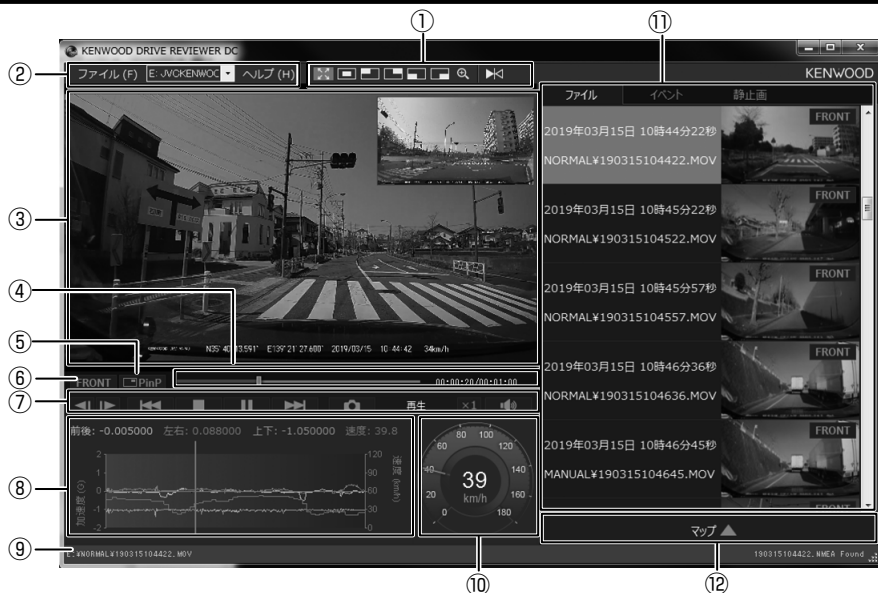 ①
⑪
KENWOOD DRIVE REVIEWER DC
②
ファイル (F) E: JVCKENWOC ヘルプ (H)
KENWOOD
ファイル イベント 静止画
2019年03月15日 10時44分22秒
NORMAL¥190315104422.MOV
FRONT
2019年03月15日 10時45分22秒
NORMAL¥190315104522.MOV
FRONT
2019年03月15日 10時45分57秒
NORMAL¥190315104557.MOV
FRONT
2019年03月15日 10時46分36秒
NORMAL¥190315104636.MOV
FRONT
2019年03月15日 10時46分45秒
MANUAL¥190315104645.MOV
FRONT
FRONT
③
④
E139°21'27.600" 2019/03/15 10:44:42 34km/h
⑤
⑥
FRONT PinP 00:00:20/00:01:00
⑦
再生 ×1
⑧
前後: -0.005000 左右: 0.088000 上下: -1.050000 速度: 39.8
加速度 (G)
2
1
0
-1
-2
120
90
60
30
0
速度 (km/h)
0 20 40 60 80 100 120 140 160 180
39
km/h
マップ
⑨
E:¥NORMAL¥190315104422.MOV
190315104422.NMEA Found
⑩
⑫